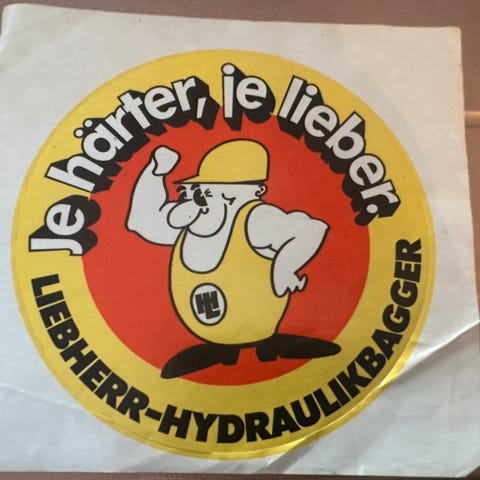 Je härter, je lieber.
LIEBHERR-HYDRAULIKBAGGER